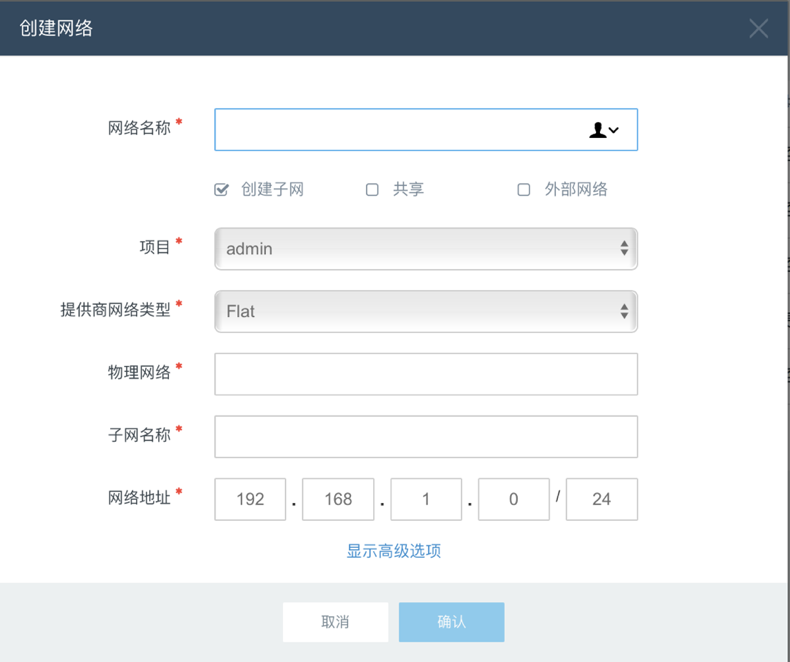 创建网络
网络名称 *
创建子网 共享 外部网络
项目 * admin
提供商网络类型 * Flat
物理网络 *
子网名称 *
网络地址 * 192 . 168 . 1 . 0 / 24
显示高级选项
取消 确认